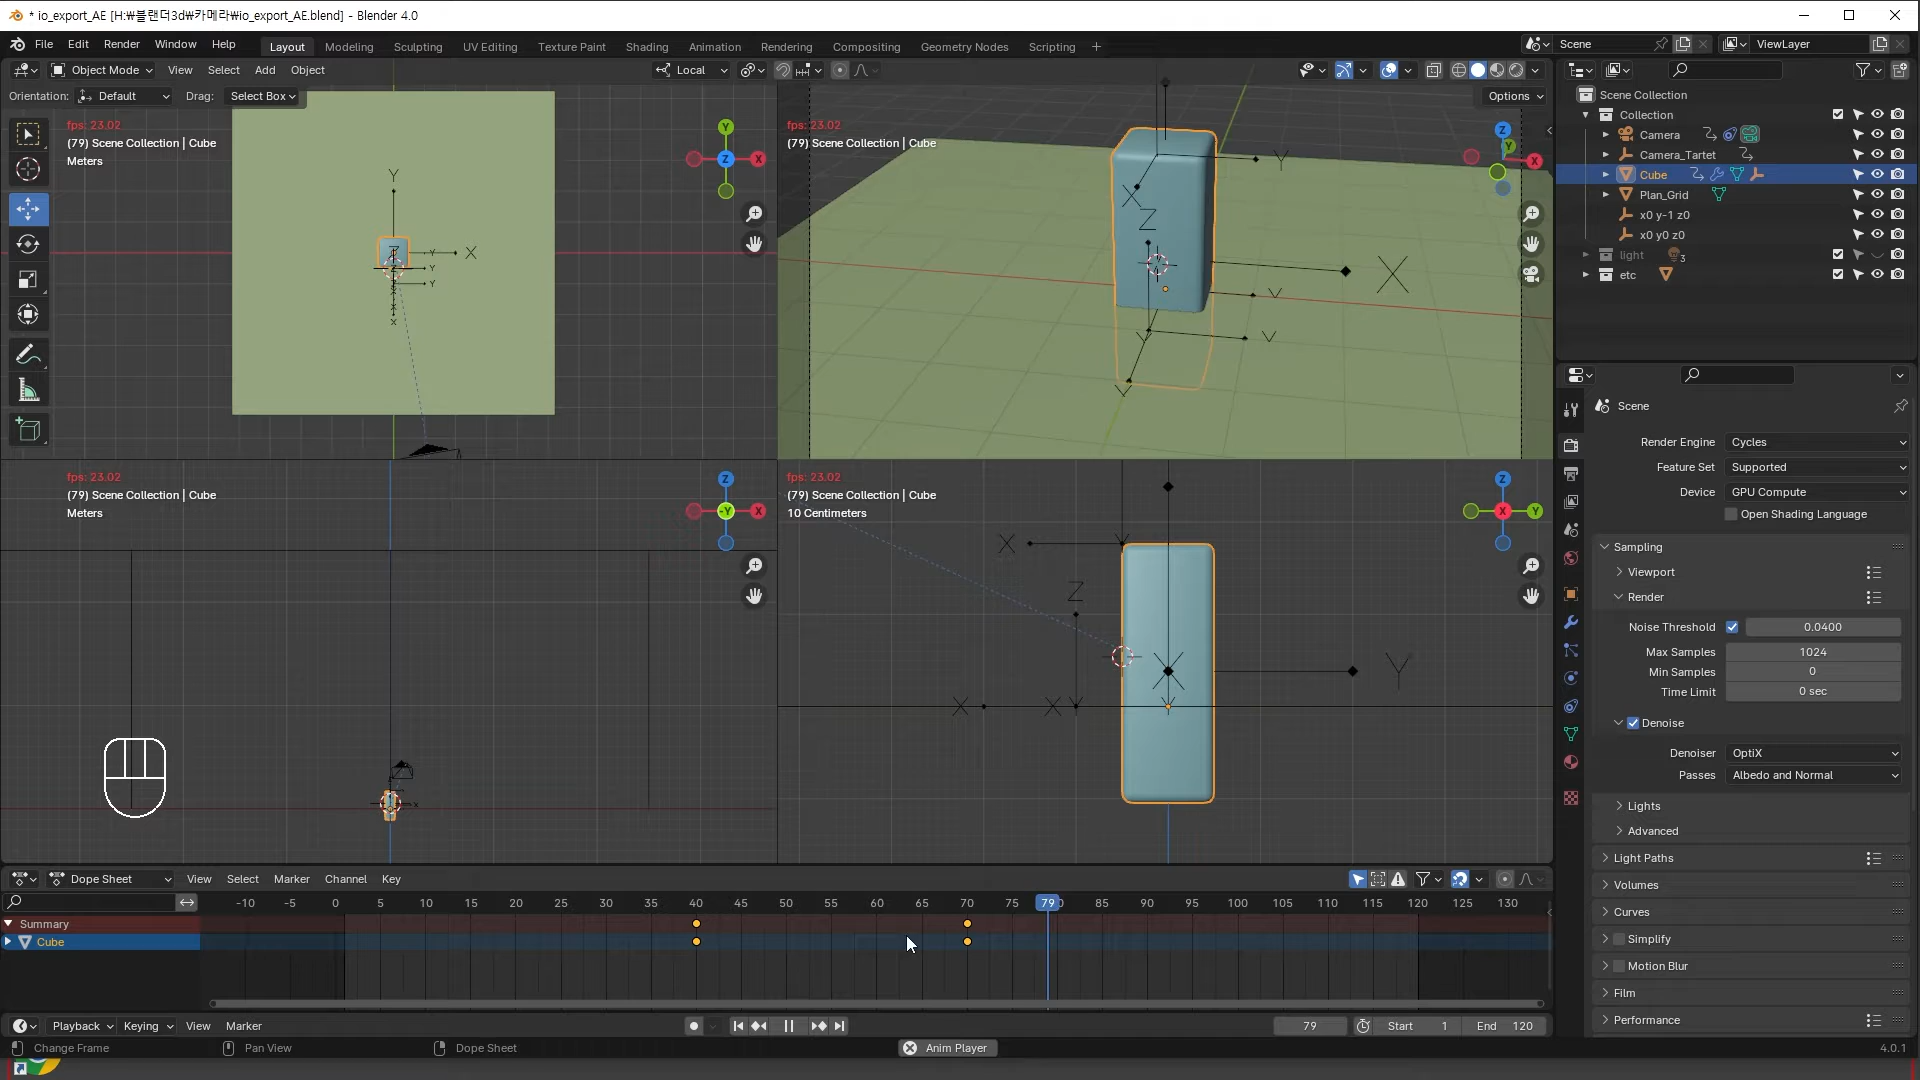 * io_export_AE [H:￦블랜더3d￦카메라￦io_export_AE.blend] - Blender 4.0
File Edit Render Window Help Layout Modeling Sculpting UV Editing Texture Paint Shading Animation Rendering Compositing Geometry Nodes Scripting + Scene ViewLayer
Object Mode View Select Add Object Local
Orientation: Default Drag: Select Box Options
fps: 23.02
(79) Scene Collection | Cube
Meters
Y
X
Z
Y
Y
Y
X
X
Z
Y
X
fps: 23.02
(79) Scene Collection | Cube
Y
X
Z
X
Y
Y
Y
Y
Z
Y
X
fps: 23.02
(79) Scene Collection | Cube
Meters
Z
-Y
X
x
fps: 23.02
(79) Scene Collection | Cube
10 Centimeters
X
Y
Z
X
Y
X
X
Y
Y
Z
X
Y
Scene Collection
Collection
Camera
Camera_Tartet
Cube
Plan_Grid
x0 y-1 z0
x0 y0 z0
light 3
etc
Scene
Render Engine Cycles
Feature Set Supported
Device GPU Compute
Open Shading Language
Sampling
Viewport
Render
Noise Threshold 0.0400
Max Samples 1024
Min Samples 0
Time Limit 0 sec
Denoise
Denoiser OptiX
Passes Albedo and Normal
Lights
Advanced
Light Paths
Volumes
Curves
Simplify
Motion Blur
Film
Performance
Dope Sheet View Select Marker Channel Key
-10 -5 0 5 10 15 20 25 30 35 40 45 50 55 60 65 70 75 79 85 90 95 100 105 110 115 120 125 130
Summary
Cube
Playback Keying View Marker 79 Start 1 End 120
Change Frame Pan View Dope Sheet Anim Player 4.0.1